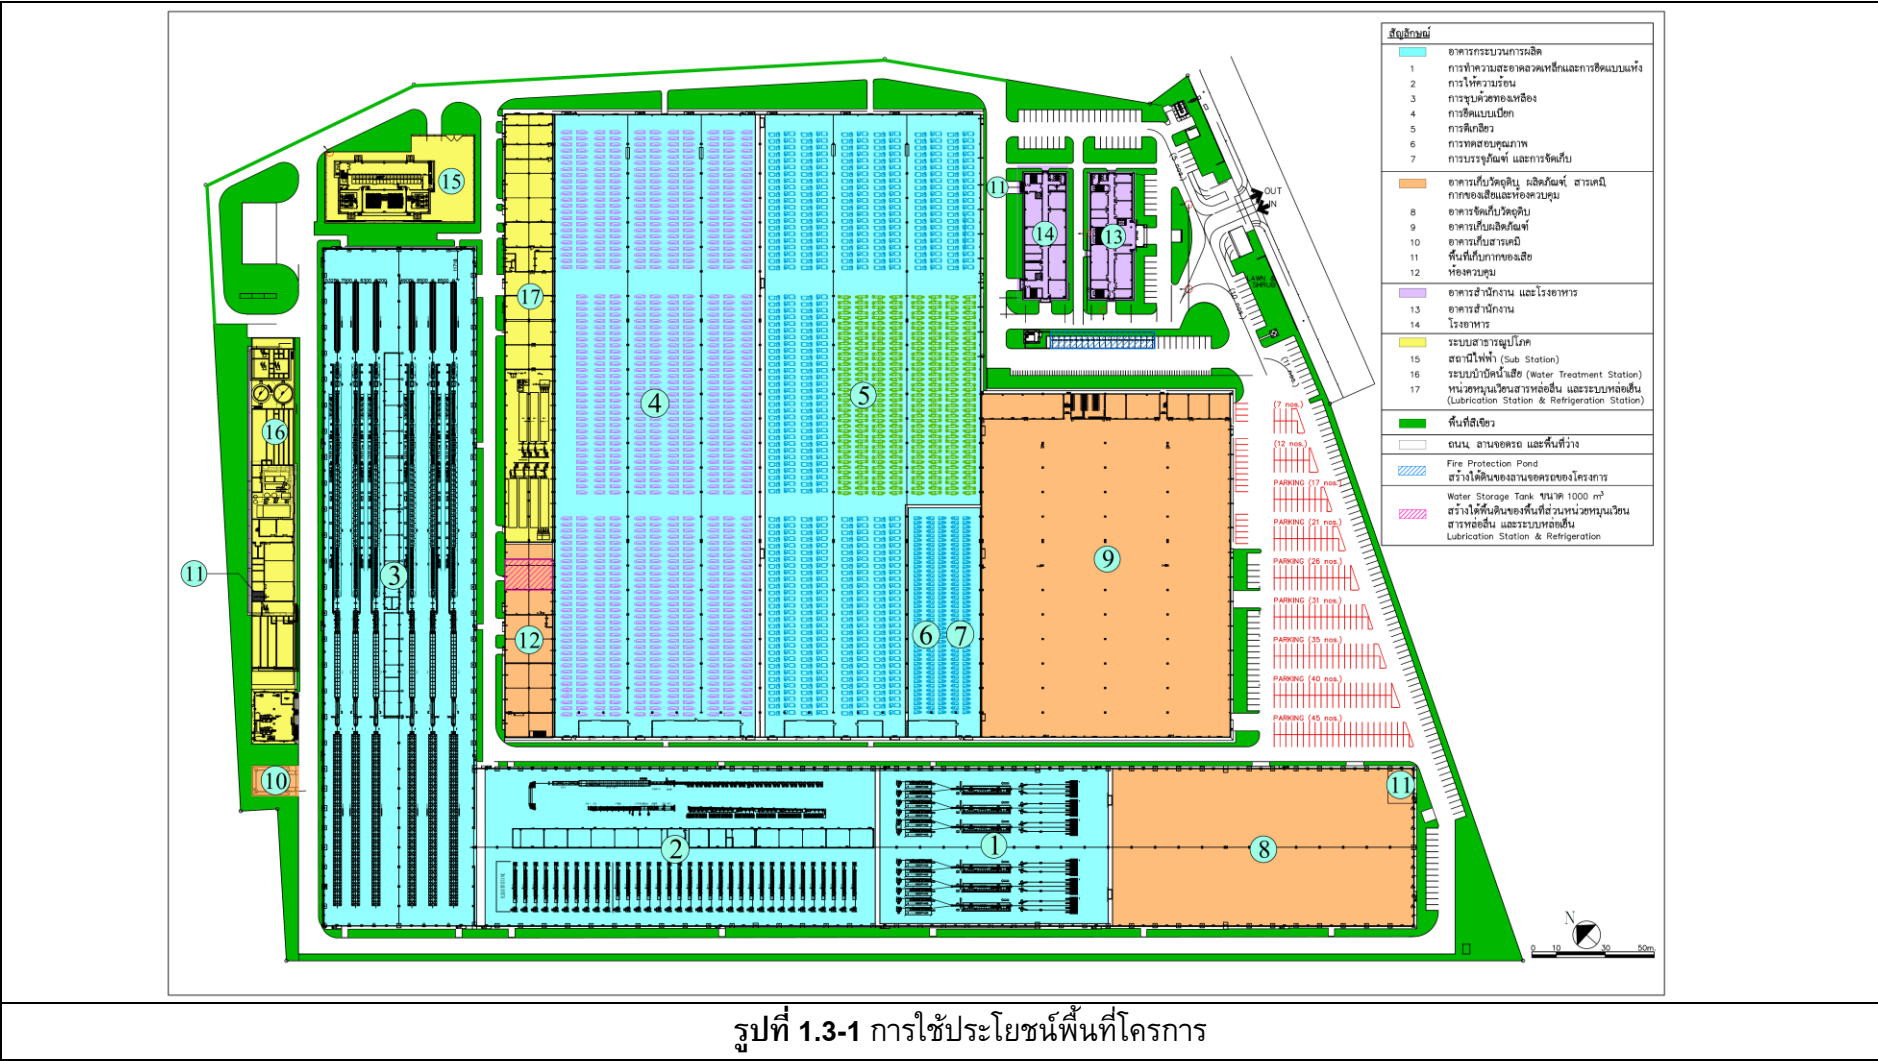 สัญลักษณ์
อาคารกระบวนการผลิต
1 การทำความสะอาดลวดเหล็กและการรีดแบบแห้ง
2 การให้ความร้อน
3 การชุบด้วยทองเหลือง
4 การรีดแบบเปียก
5 การตีเกลียว
6 การทดสอบคุณภาพ
7 การบรรจุภัณฑ์ และการจัดเก็บ
อาคารเก็บวัตถุดิบ ผลิตภัณฑ์ สารเคมี
กากของเสียและห้องควบคุม
8 อาคารจัดเก็บวัตถุดิบ
9 อาคารเก็บผลิตภัณฑ์
10 อาคารเก็บสารเคมี
11 พื้นที่เก็บกากของเสีย
12 ห้องควบคุม
อาคารสำนักงาน และโรงอาหาร
13 อาคารสำนักงาน
14 โรงอาหาร
ระบบสาธารณูปโภค
15 สถานีไฟฟ้า (Sub Station)
16 ระบบบำบัดน้ำเสีย (Water Treatment Station)
17 หน่วยหมุนเวียนสารหล่อลื่น และระบบหล่อเย็น
(Lubrication Station & Refrigeration Station)
พื้นที่สีเขียว
ถนน, ลานจอดรถ และพื้นที่ว่าง
Fire Protection Pond
สร้างใต้ดินของลานจอดรถของโครงการ
Water Storage Tank ขนาด 1000 m³
สร้างใต้พื้นดินของพื้นที่ส่วนหน่วยหมุนเวียน
สารหล่อลื่น และระบบหล่อเย็น
Lubrication Station & Refrigeration
OUT
IN
LAWN &
SHRUB
15
11
14
13
17
4
5
16
3
11
12
6
7
9
10
2
1
8
11
(7 nos.)
(12 nos.)
PARKING (17 nos.)
PARKING (21 nos.)
PARKING (26 nos.)
PARKING (31 nos.)
PARKING (35 nos.)
PARKING (40 nos.)
PARKING (45 nos.)
N
0 10 30 50m.
รูปที่ 1.3-1 การใช้ประโยชน์พื้นที่โครงการ